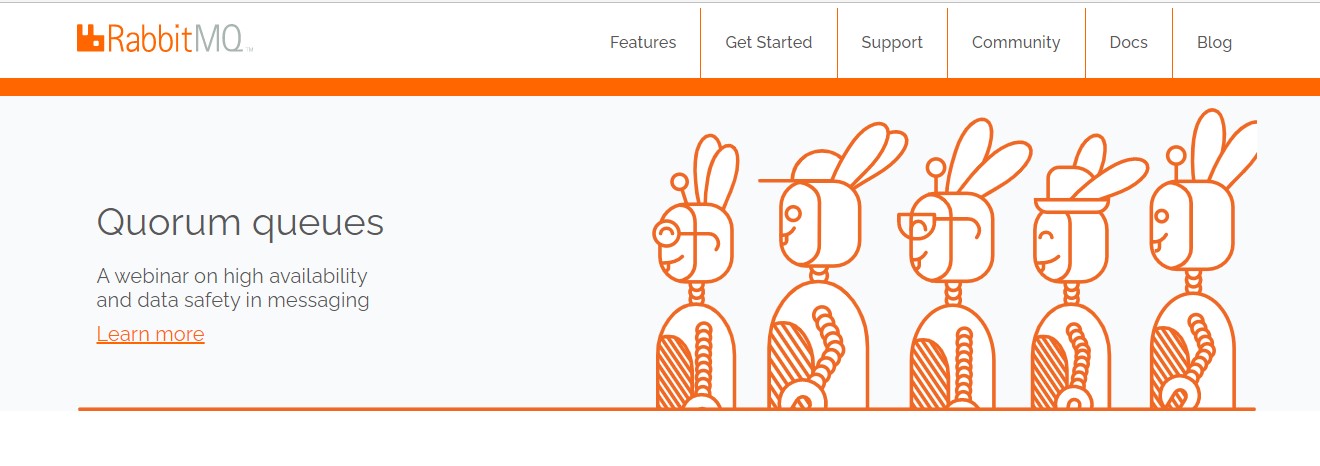 RabbitMQ™
Features
Get Started
Support
Community
Docs
Blog
Quorum queues
A webinar on high availability
and data safety in messaging
Learn more